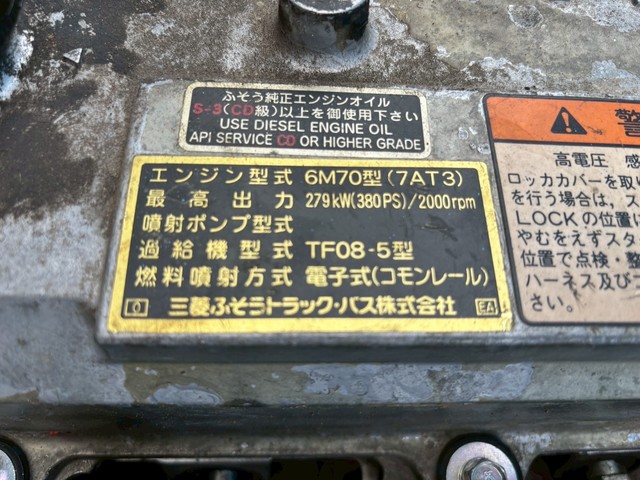 ふそう純正エンジンオイル
S-3(CD級)以上を御使用下さい
USE DIESEL ENGINE OIL
API SERVICE CD OR HIGHER GRADE
エンジン型式 6M70型(7AT3)
最高出力 279kW(380PS)/2000rpm
噴射ポンプ型式
過給機型式 TF08-5型
燃料噴射方式 電子式(コモンレール)
0 三菱ふそうトラック・バス株式会社 EA
警
高電圧 感
ロッカカバーを取り
を行う場合は、ス
LOCKの位置に
やむをえずスタ
位置で点検・整
ハーネス及び
さい。